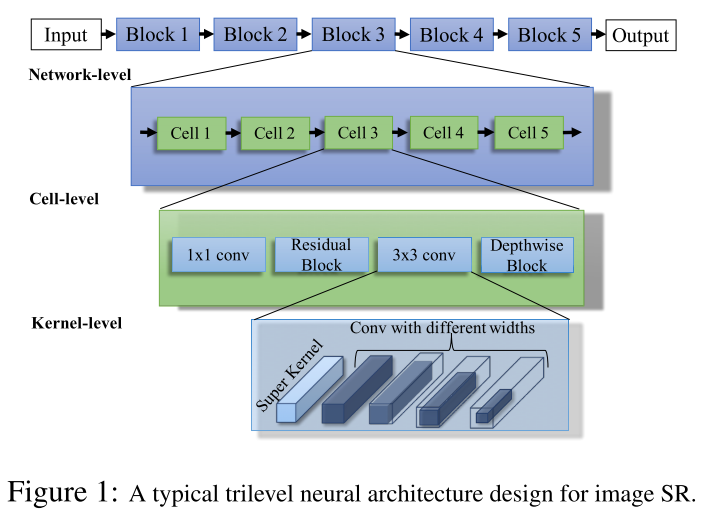 Input Block 1 Block 2 Block 3 Block 4 Block 5 Output
Network-level
Cell 1 Cell 2 Cell 3 Cell 4 Cell 5
Cell-level
1x1 conv Residual Block 3x3 conv Depthwise Block
Kernel-level
Conv with different widths
Super Kernel
Figure 1: A typical trilevel neural architecture design for image SR.